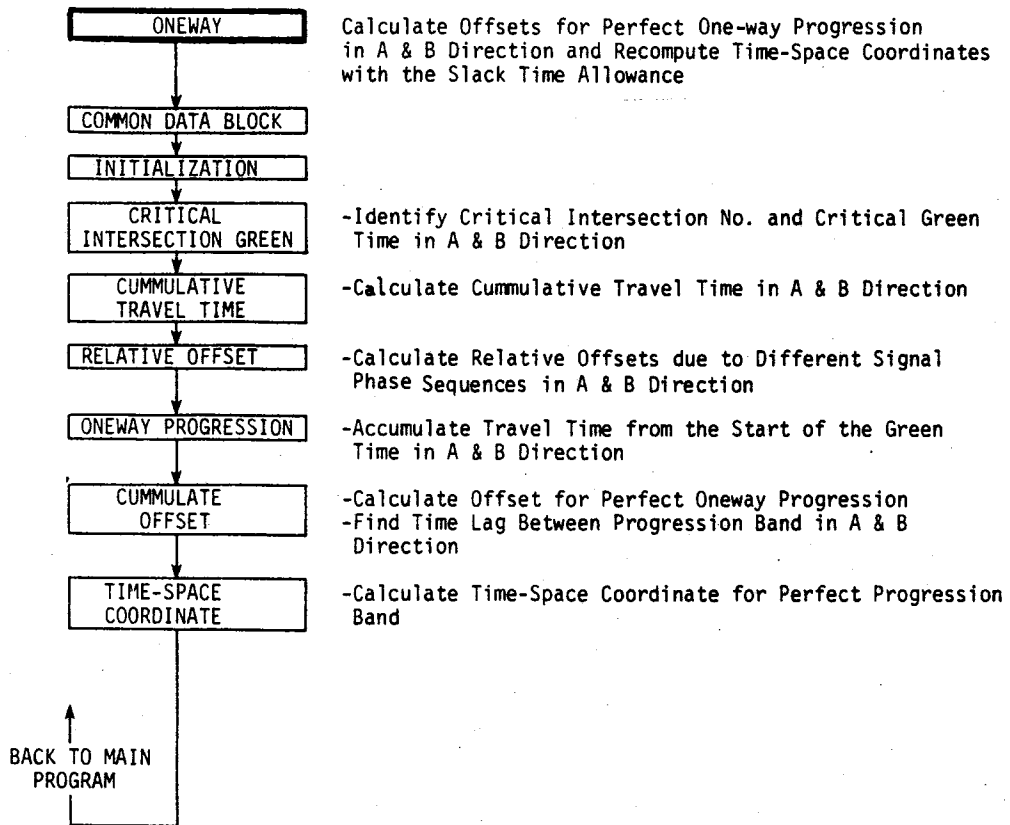 ONEWAY
Calculate Offsets for Perfect One-way Progression
in A & B Direction and Recompute Time-Space Coordinates
with the Slack Time Allowance
COMMON DATA BLOCK
INITIALIZATION
CRITICAL
INTERSECTION GREEN
-Identify Critical Intersection No. and Critical Green
Time in A & B Direction
CUMMULATIVE
TRAVEL TIME
-Calculate Cummulative Travel Time in A & B Direction
RELATIVE OFFSET
-Calculate Relative Offsets due to Different Signal
Phase Sequences in A & B Direction
ONEWAY PROGRESSION
-Accumulate Travel Time from the Start of the Green
Time in A & B Direction
CUMMULATE
OFFSET
-Calculate Offset for Perfect Oneway Progression
-Find Time Lag Between Progression Band in A & B
Direction
TIME-SPACE
COORDINATE
-Calculate Time-Space Coordinate for Perfect Progression
Band
BACK TO MAIN
PROGRAM